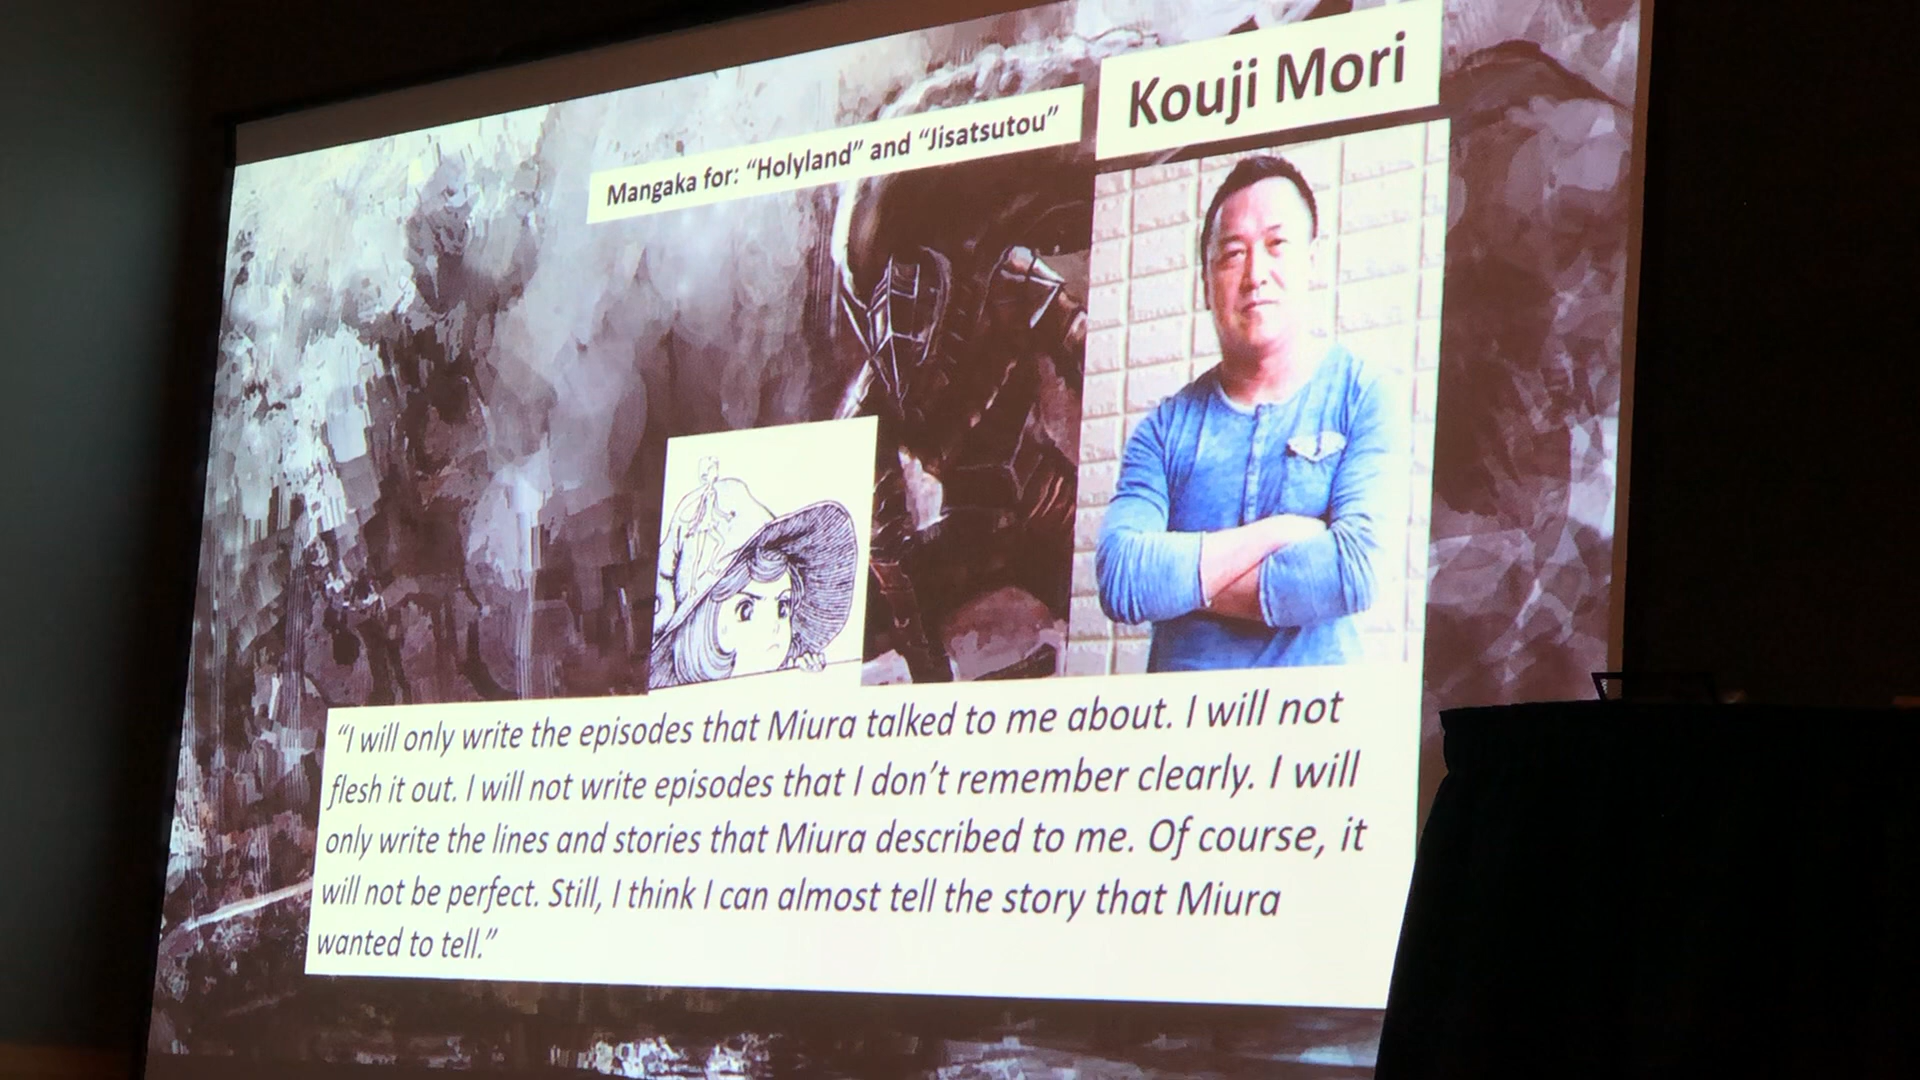 Kouji Mori
Mangaka for: “Holyland” and “Jisatsutou”
“I will only write the episodes that Miura talked to me about. I will not
flesh it out. I will not write episodes that I don’t remember clearly. I will
only write the lines and stories that Miura described to me. Of course, it
will not be perfect. Still, I think I can almost tell the story that Miura
wanted to tell.”